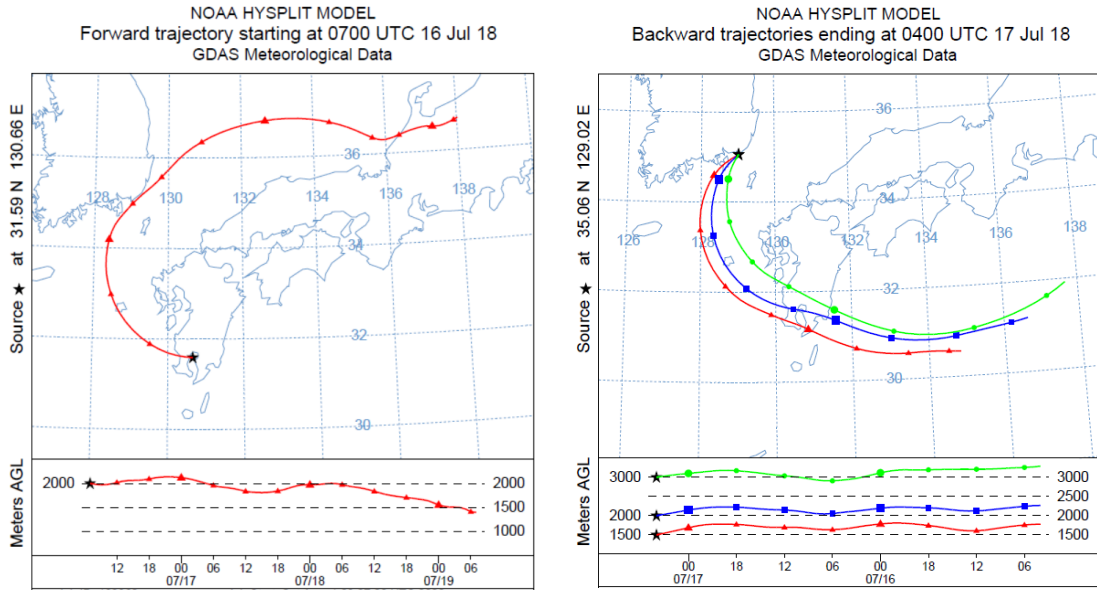 NOAA HYSPLIT MODEL
Forward trajectory starting at 0700 UTC 16 Jul 18
GDAS Meteorological Data
Source ★ at 31.59 N 130.66 E
128 130 132 134 136 138
36
34
32
30
Meters AGL
2000 2000
1500
1000
12 18 00 06 12 18 00 06 12 18 00 06
07/17 07/18 07/19
NOAA HYSPLIT MODEL
Backward trajectories ending at 0400 UTC 17 Jul 18
GDAS Meteorological Data
Source ★ at 35.06 N 129.02 E
36
34
126 128 130 132 134 136 138
32
30
Meters AGL
3000 3000
2500
2000 2000
1500 1500
00 18 12 06 00 18 12 06
07/17 07/16